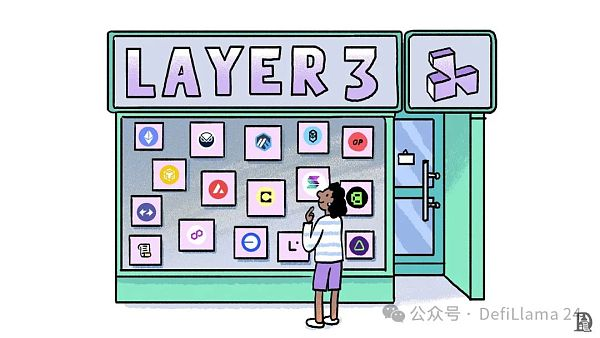 LAYER 3
OP
公众号 · DefiLlama 24